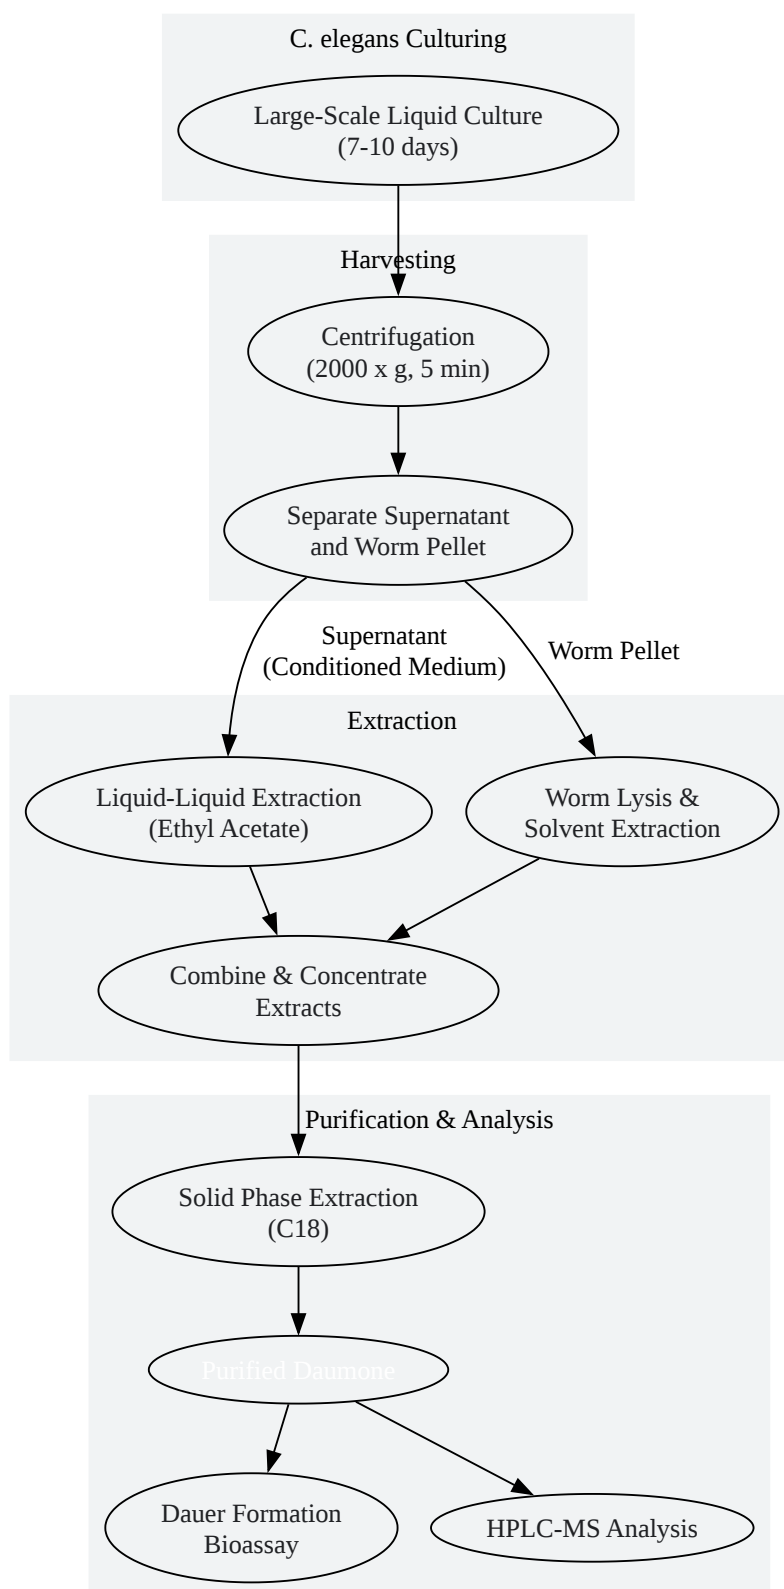 C. elegans Culturing
Large-Scale Liquid Culture
(7-10 days)
Harvesting
Centrifugation
(2000 x g, 5 min)
Separate Supernatant
and Worm Pellet
Supernatant
(Conditioned Medium)
Worm Pellet
Extraction
Liquid-Liquid Extraction
(Ethyl Acetate)
Worm Lysis &
Solvent Extraction
Combine & Concentrate
Extracts
Purification & Analysis
Solid Phase Extraction
(C18)
Purified Daumone
Dauer Formation
Bioassay
HPLC-MS Analysis